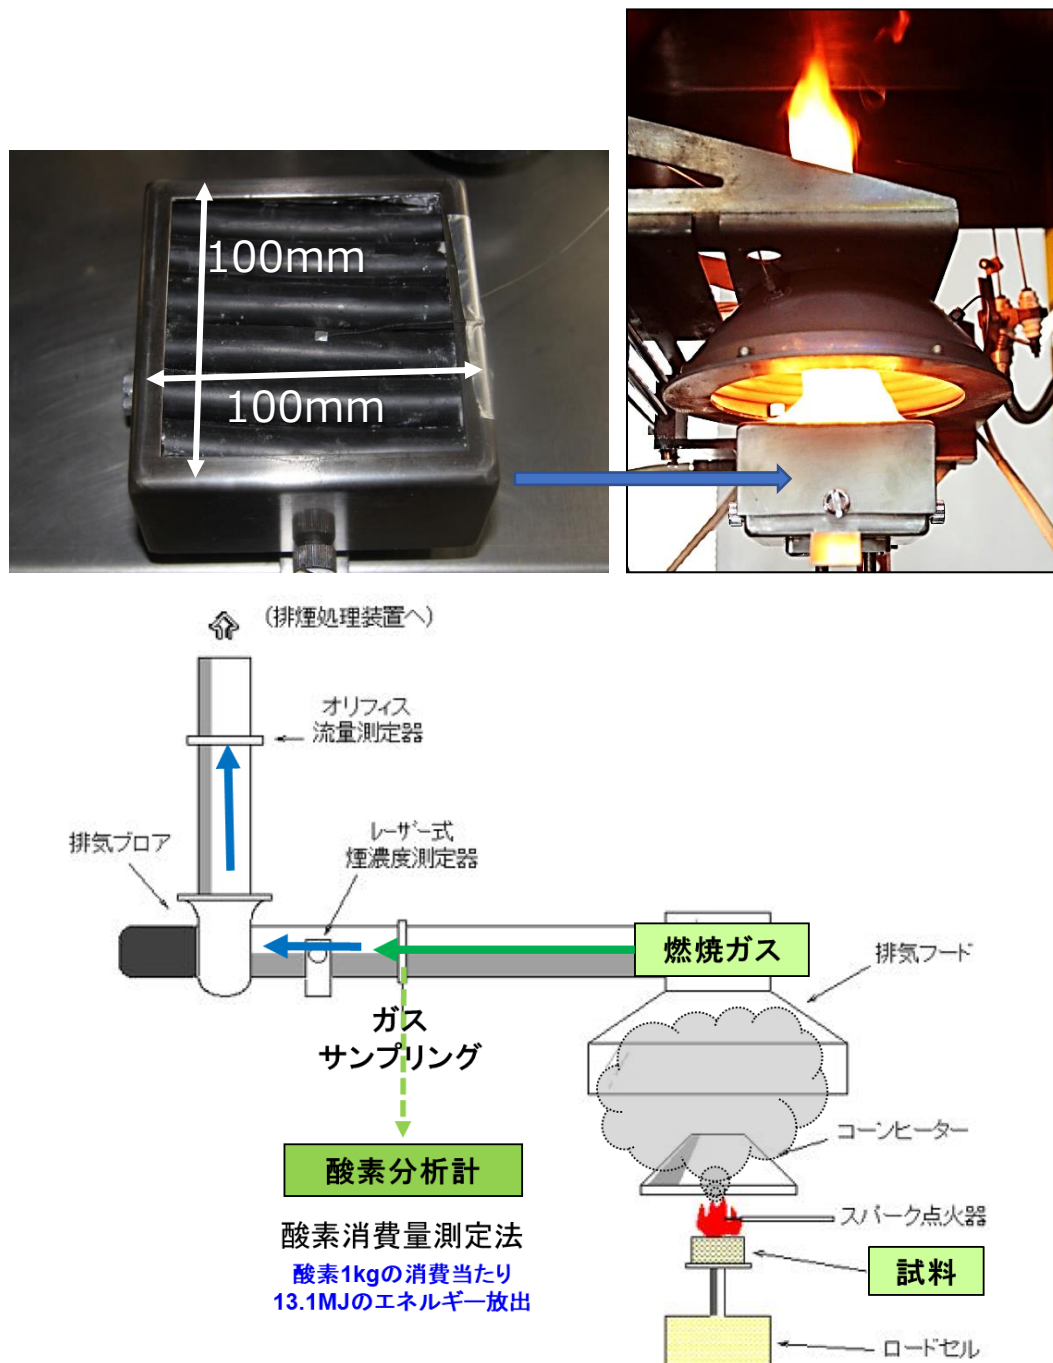 100mm
100mm
(排煙処理装置へ)
オリフィス
流量測定器
レーザー式
煙濃度測定器
排気ブロア
燃焼ガス
排気フード
ガス
サンプリング
コーンヒーター
酸素分析計
スパーク点火器
酸素消費量測定法
試料
酸素1kgの消費当たり
13.1MJのエネルギー放出
ロードセル